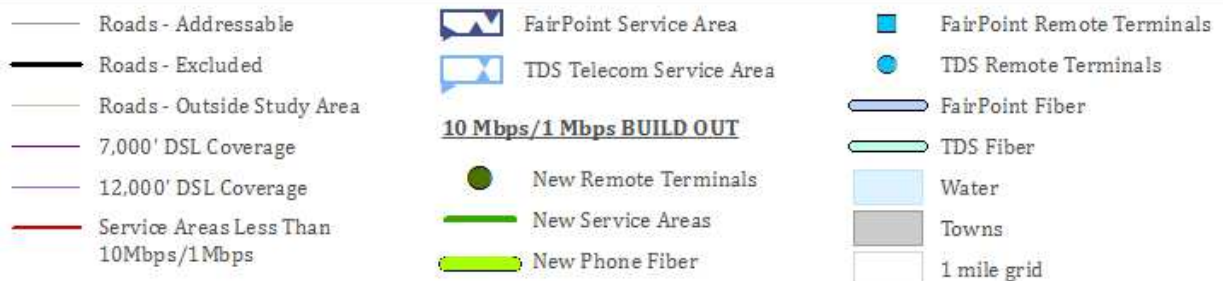 Roads - Addressable
Roads - Excluded
Roads - Outside Study Area
7,000' DSL Coverage
12,000' DSL Coverage
Service Areas Less Than
10Mbps/1Mbps
FairPoint Service Area
TDS Telecom Service Area
10 Mbps/1 Mbps BUILD OUT
New Remote Terminals
New Service Areas
New Phone Fiber
FairPoint Remote Terminals
TDS Remote Terminals
FairPoint Fiber
TDS Fiber
Water
Towns
1 mile grid